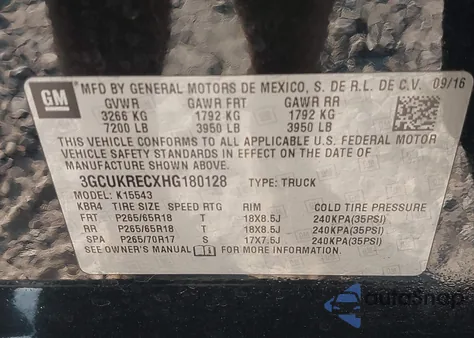 GM
MFD BY GENERAL MOTORS DE MEXICO, S. DE R.L. DE C.V. 09/16
GVWR GAWR FRT GAWR RR
3266 KG 1792 KG 1792 KG
7200 LB 3950 LB 3950 LB
THIS VEHICLE CONFORMS TO ALL APPLICABLE U.S. FEDERAL MOTOR
VEHICLE SAFETY STANDARDS IN EFFECT ON THE DATE OF
MANUFACTURE SHOWN ABOVE.
3GCUKRECXHG180128 TYPE: TRUCK
MODEL: K15543
KBRA TIRE SIZE SPEED RTG RIM COLD TIRE PRESSURE
FRT P265/65R18 T 18X8.5J 240KPA(35PSI)
RR P265/65R18 T 18X8.5J 240KPA(35PSI)
SPA P265/70R17 S 17X7.5J 240KPA(35PSI)
SEE OWNER'S MANUAL FOR MORE INFORMATION
autoSnap